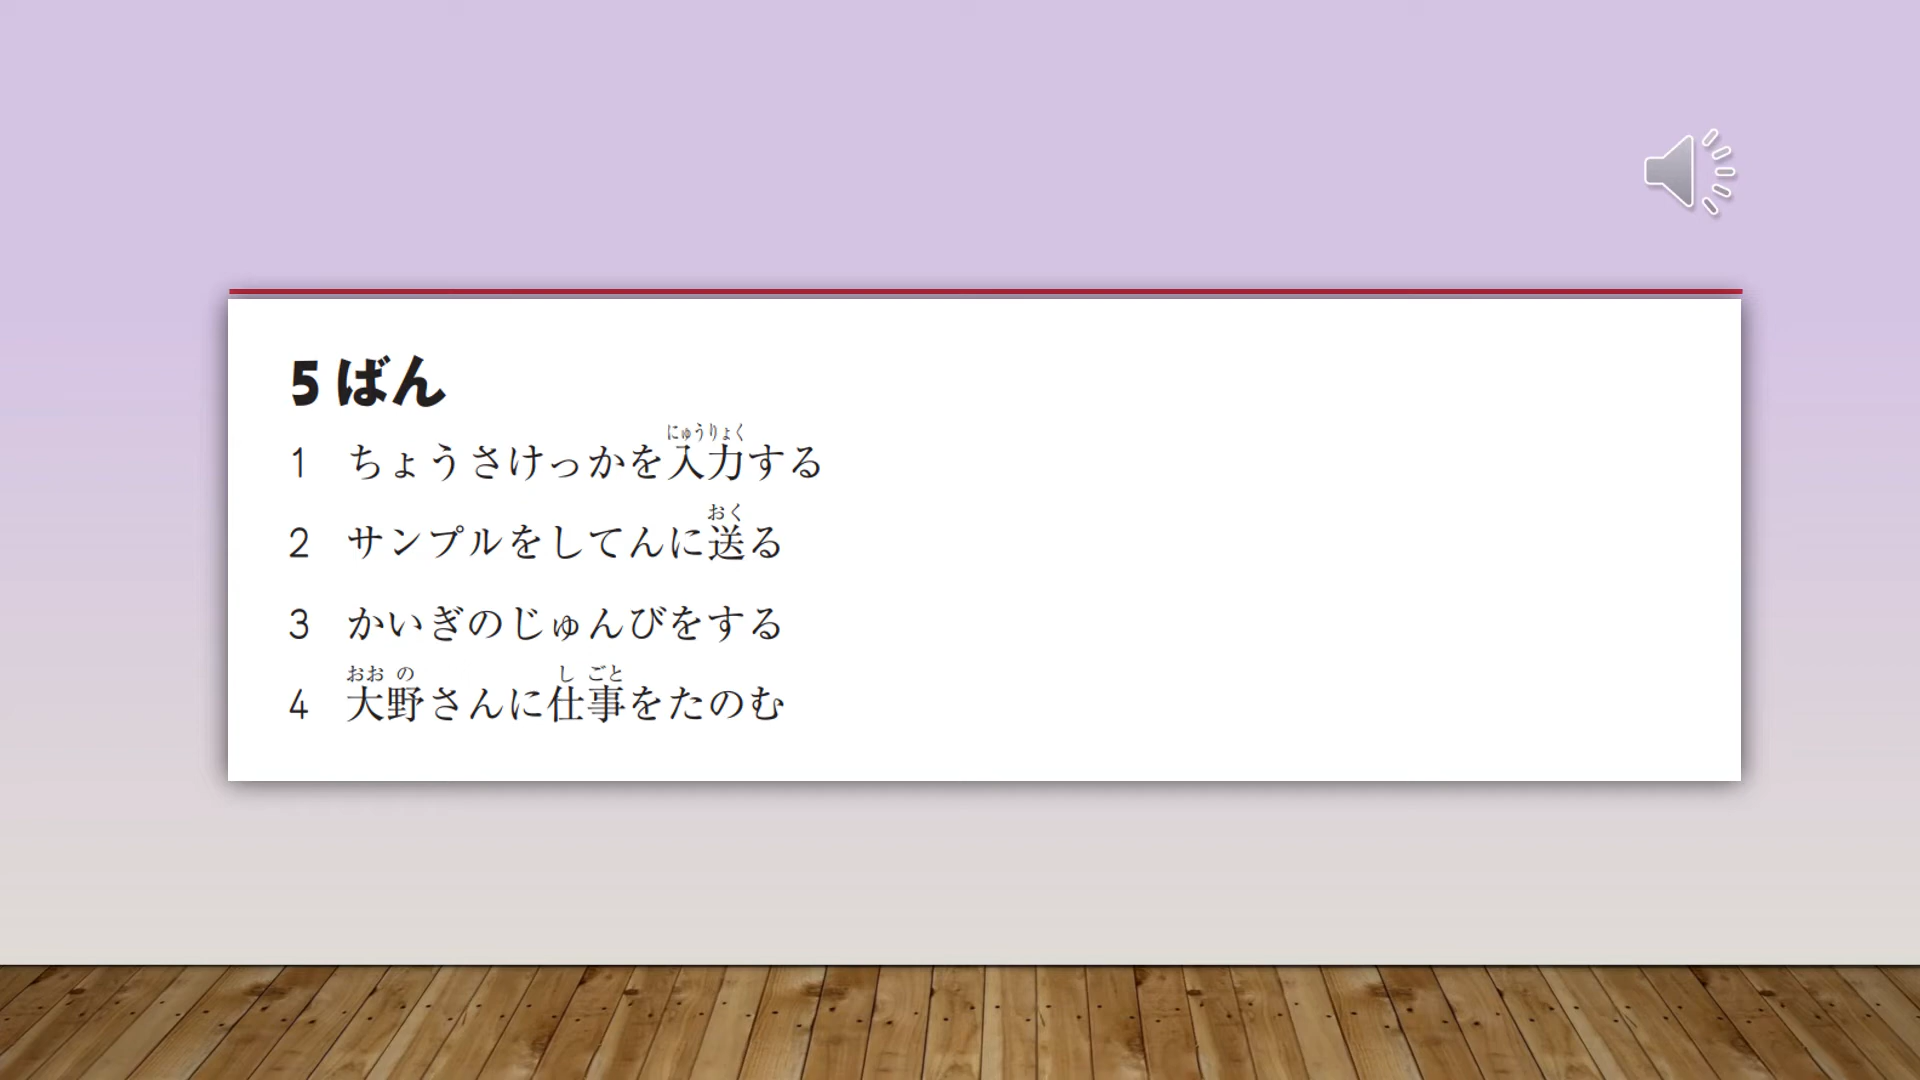 5ばん
にゅうりょく
1 ちょうさけっかを入力する
おく
2 サンプルをしてんに送る
3 かいぎのじゅんびをする
おお の し ごと
4 大野さんに仕事をたのむ